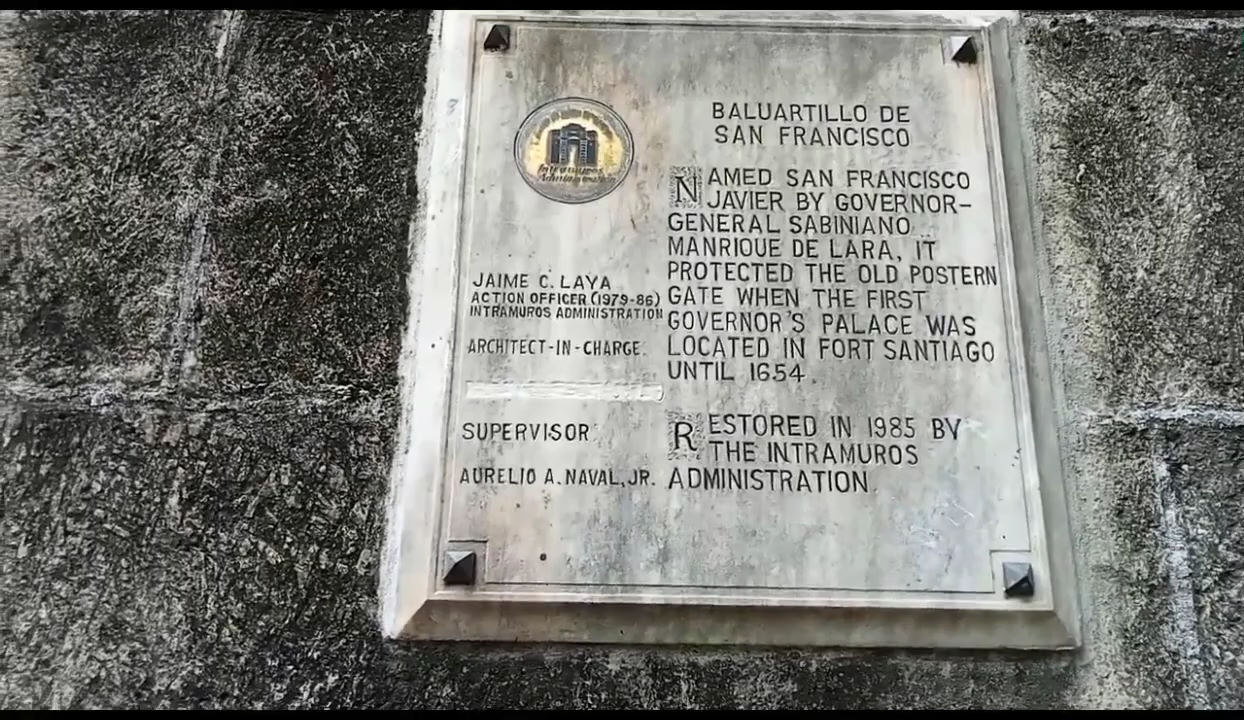 Intramuros
Administration
JAIME C. LAYA
ACTION OFFICER (1979-86)
INTRAMUROS ADMINISTRATION
ARCHITECT-IN-CHARGE
SUPERVISOR
AURELIO A. NAVAL, JR.
BALUARTILLO DE
SAN FRANCISCO
NAMED SAN FRANCISCO
JAVIER BY GOVERNOR-
GENERAL SABINIANO
MANRIQUE DE LARA, IT
PROTECTED THE OLD POSTERN
GATE WHEN THE FIRST
GOVERNOR'S PALACE WAS
LOCATED IN FORT SANTIAGO
UNTIL 1654.
RESTORED IN 1985 BY
THE INTRAMUROS
ADMINISTRATION